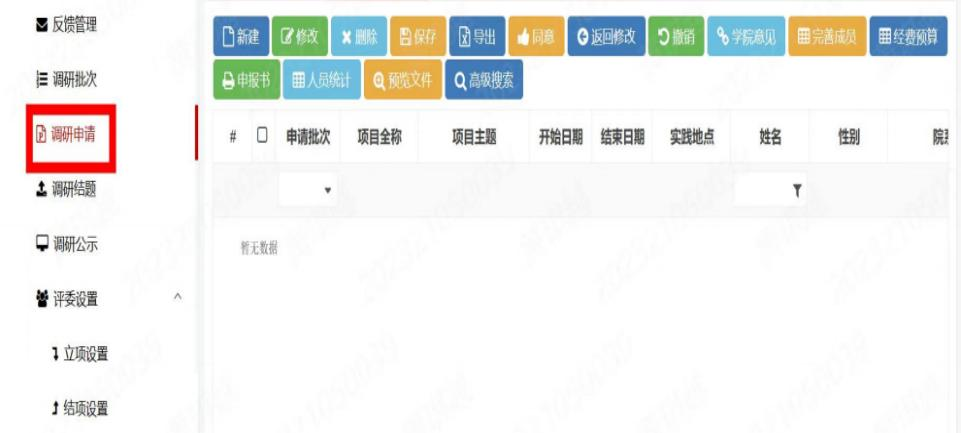 反馈管理
调研批次
调研申请
调研结题
调研公示
评委设置
立项设置
结项设置
新建 修改 删除 保存 导出 同意 返回修改 撤销 学院意见 完善成员 经费预算
申报书 人员统计 预览文件 高级搜索
# 申请批次 项目全称 项目主题 开始日期 结束日期 实践地点 姓名 性别 院系
暂无数据